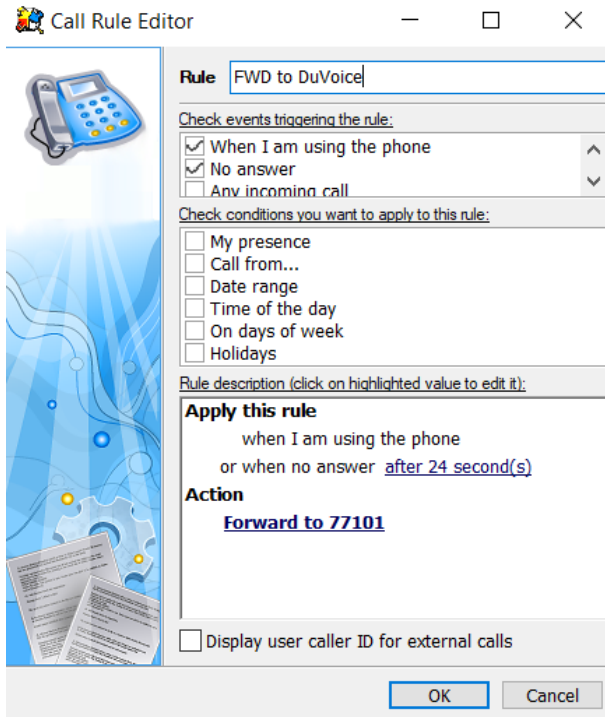 Call Rule Editor
Rule FWD to DuVoice
Check events triggering the rule:
When I am using the phone
No answer
Any incoming call
Check conditions you want to apply to this rule:
My presence
Call from...
Date range
Time of the day
On days of week
Holidays
Rule description (click on highlighted value to edit it):
Apply this rule
when I am using the phone
or when no answer after 24 second(s)
Action
Forward to 77101
Display user caller ID for external calls
OK Cancel